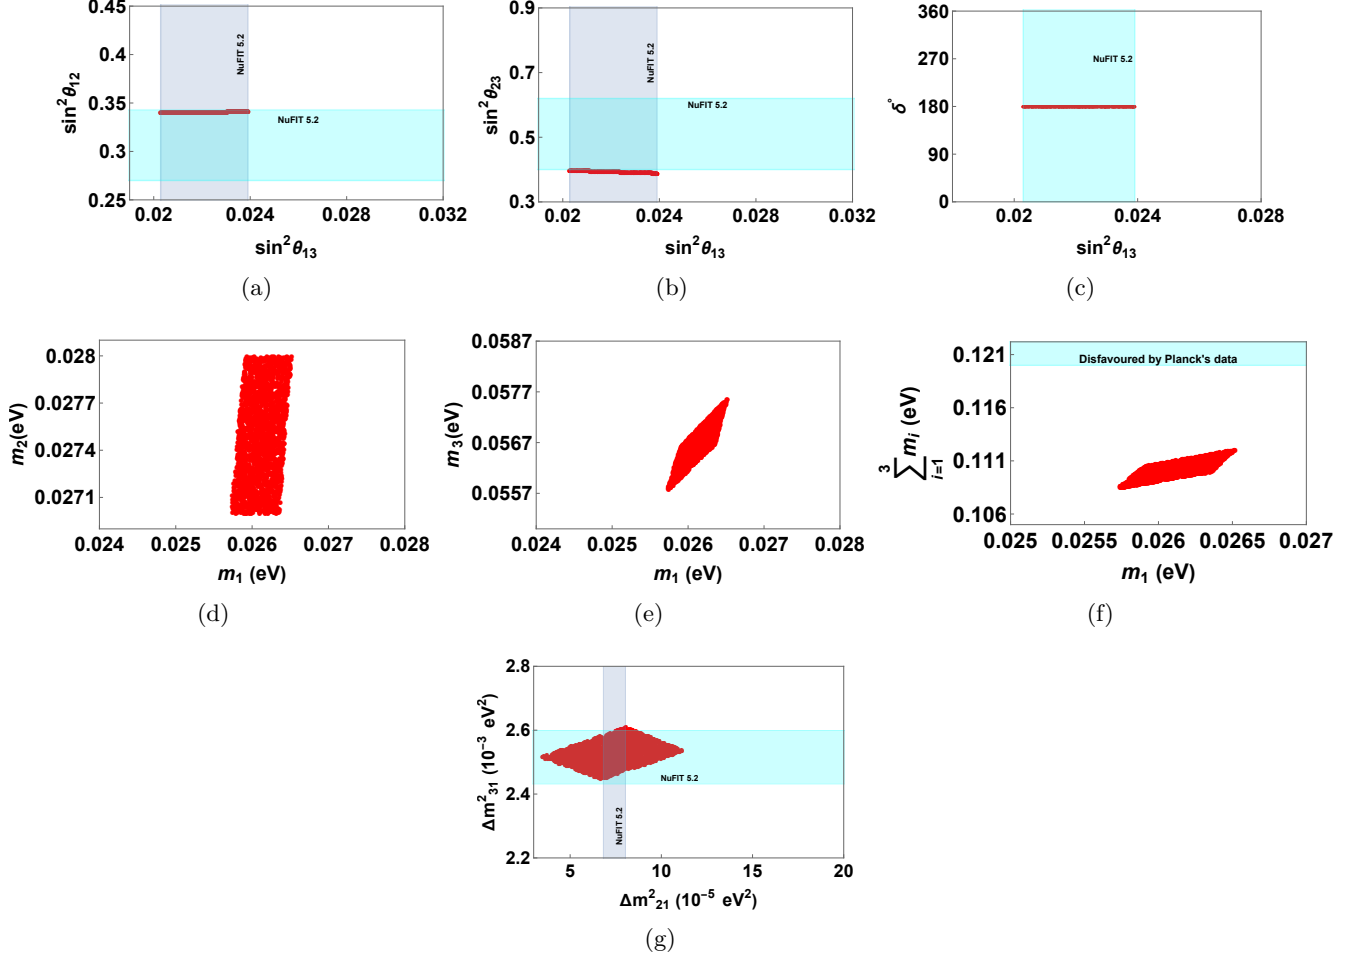 0.45
0.35
0.3
0.25
sin²θ₁₂
NuFIT 5.2
NuFIT 5.2
0.02
0.024
0.028
0.032
sin²θ₁₃
(a)
0.9
0.7
0.5
0.3
sin²θ₂₃
NuFIT 5.2
NuFIT 5.2
0.02
0.024
0.028
0.032
sin²θ₁₃
(b)
360
270
180
90
0
δ°
NuFIT 5.2
0.02
0.024
0.028
sin²θ₁₃
(c)
0.028
0.0277
0.0274
0.0271
m₂(eV)
0.024
0.025
0.026
0.027
0.028
m₁ (eV)
(d)
0.0587
0.0577
0.0567
0.0557
m₃(eV)
0.024
0.025
0.026
0.027
0.028
m₁ (eV)
(e)
0.121
0.116
0.111
0.106
3
∑ mᵢ (eV)
i=1
Disfavoured by Planck's data
0.025
0.0255
0.026
0.0265
0.027
m₁ (eV)
(f)
2.8
2.6
2.4
2.2
Δm²₃₁ (10⁻³ eV²)
NuFIT 5.2
NuFIT 5.2
5
10
15
20
Δm²₂₁ (10⁻⁵ eV²)
(g)